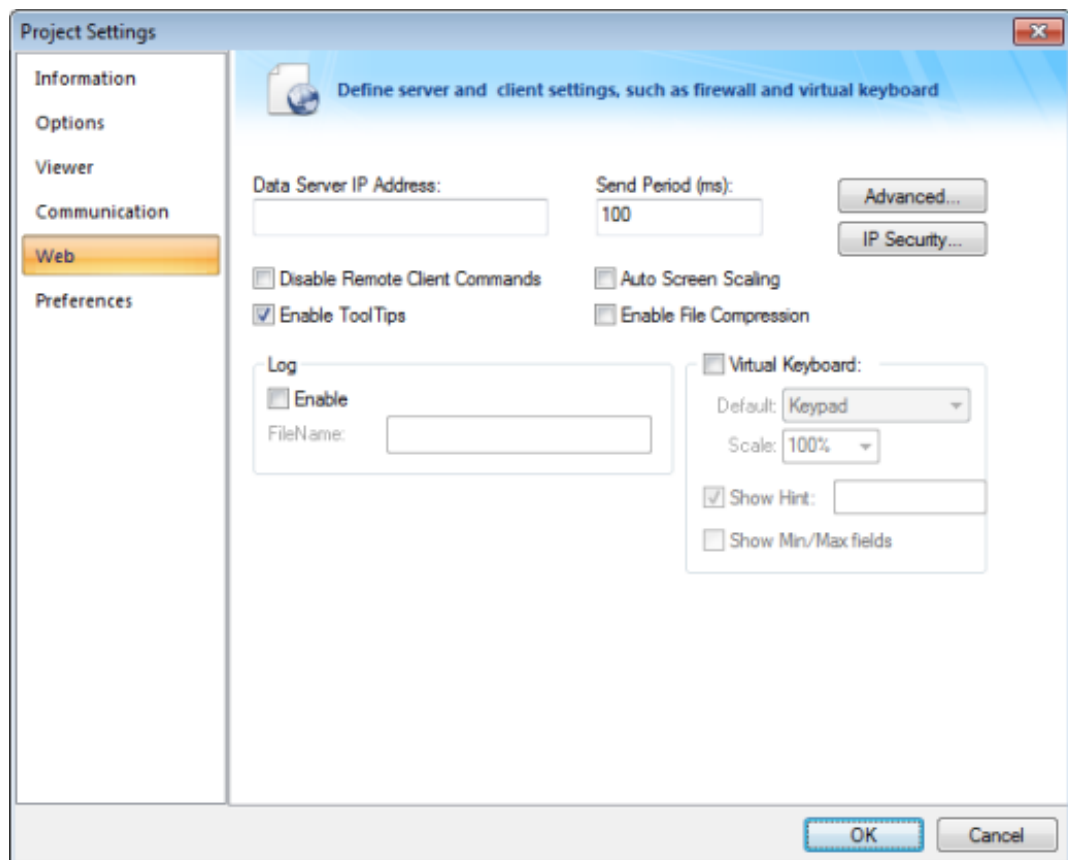 Project Settings
Information
Options
Viewer
Communication
Web
Preferences
Define server and client settings, such as firewall and virtual keyboard
Data Server IP Address:
Send Period (ms):
100
Advanced...
IP Security...
Disable Remote Client Commands
Auto Screen Scaling
Enable ToolTips
Enable File Compression
Log
Enable
FileName:
Virtual Keyboard:
Default: Keypad
Scale: 100%
Show Hint:
Show Min/Max fields
OK
Cancel